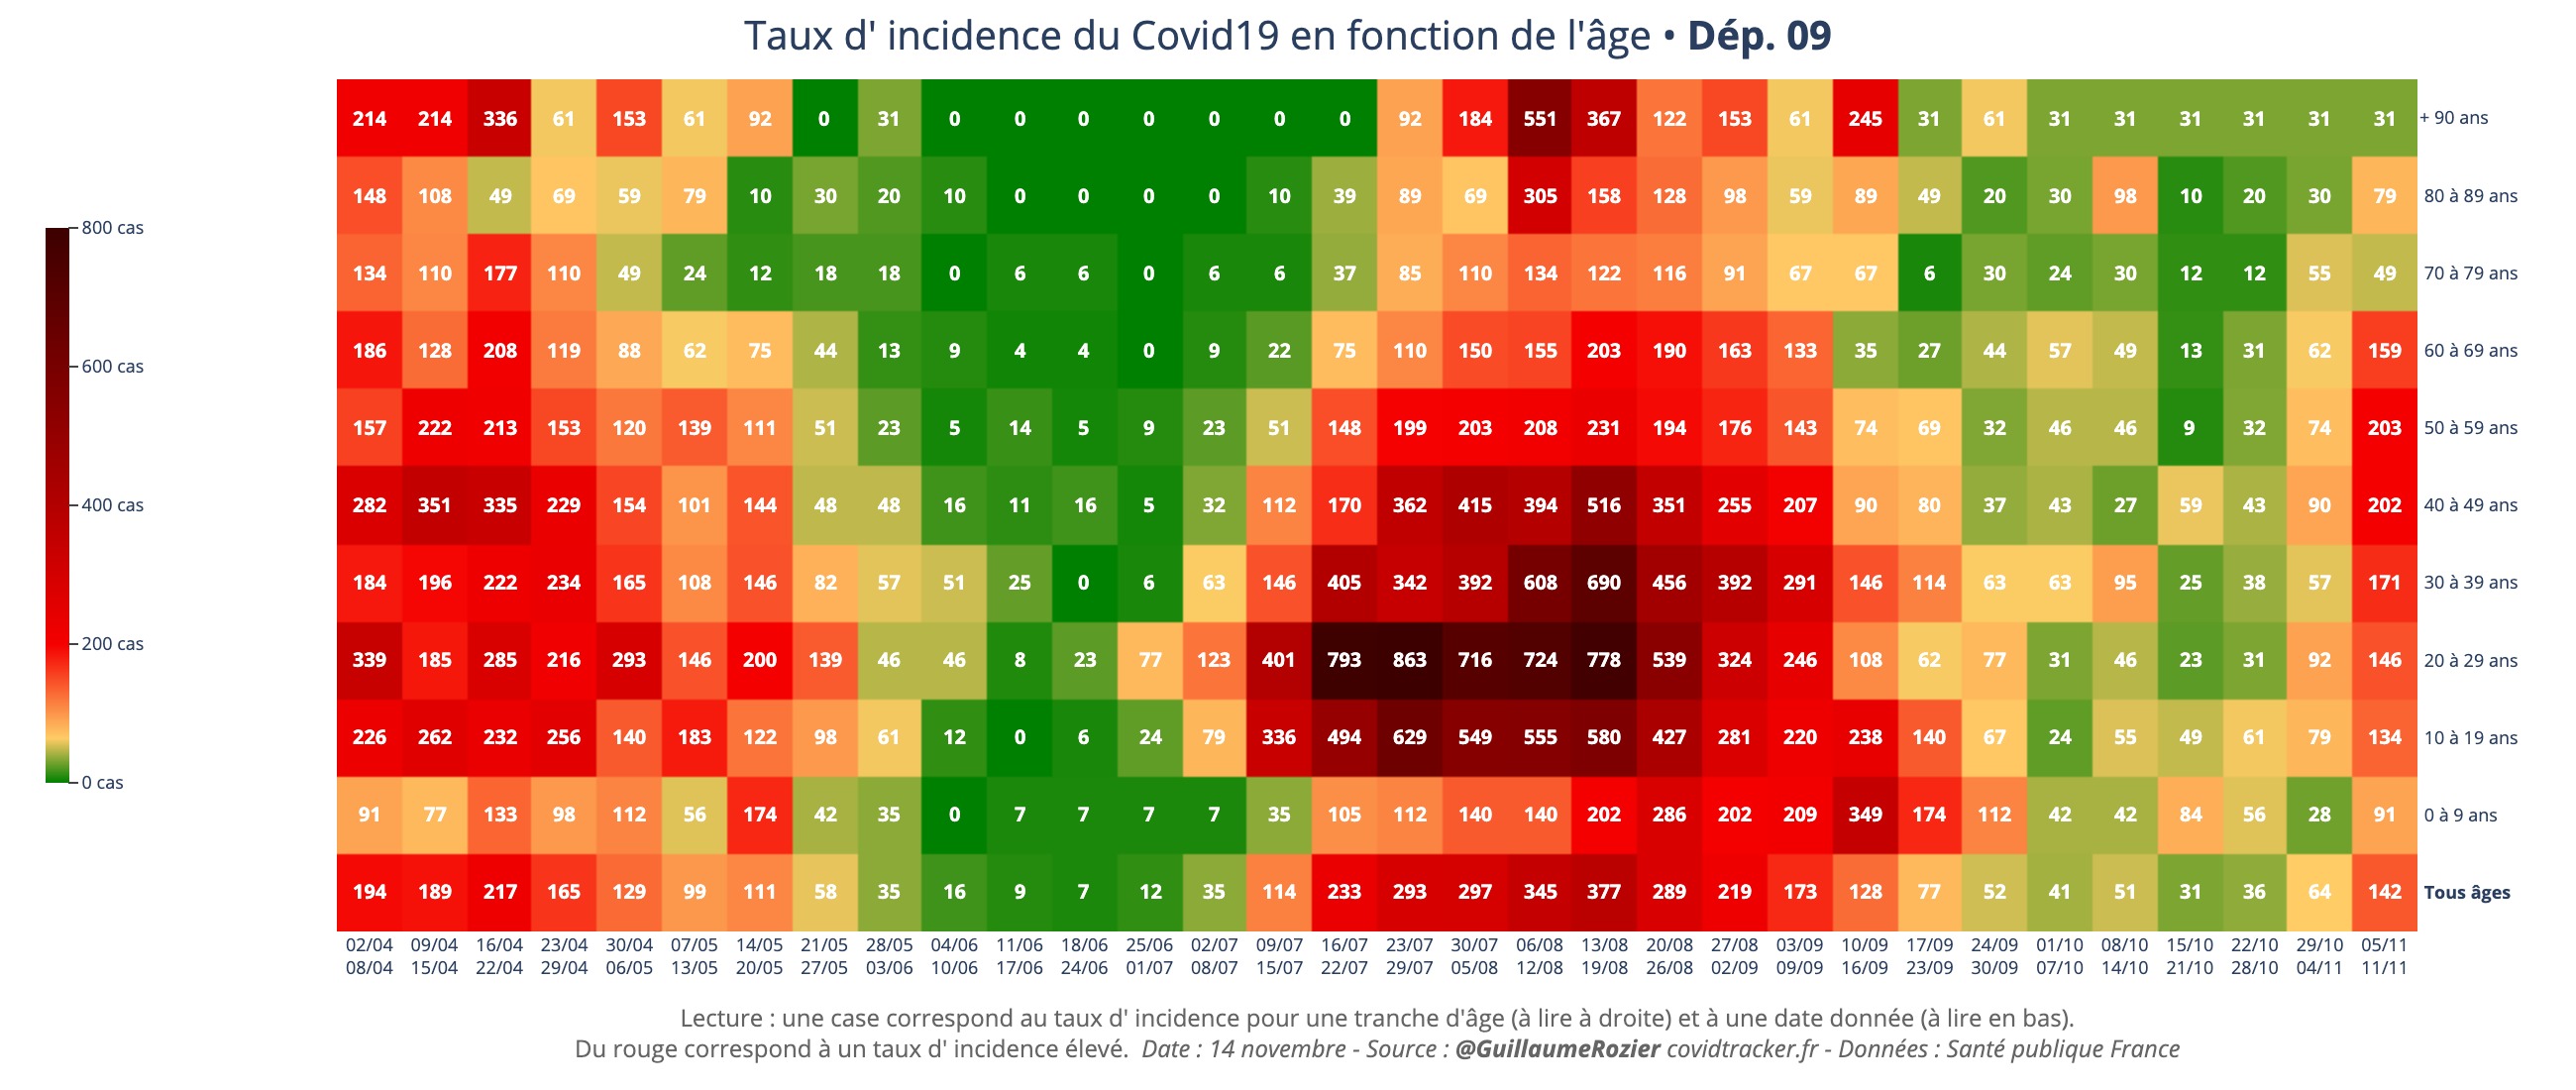 Taux d' incidence du Covid19 en fonction de l'âge • Dép. 09
800 cas
600 cas
400 cas
200 cas
0 cas
214 214 336 61 153 61 92 0 31 0 0 0 0 0 0 0 92 184 551 367 122 153 61 245 31 61 31 31 31 31 31 31 + 90 ans
148 108 49 69 59 79 10 30 20 10 0 0 0 0 10 39 89 69 305 158 128 98 59 89 49 20 30 98 10 20 30 79 80 à 89 ans
134 110 177 110 49 24 12 18 18 0 6 6 0 6 6 37 85 110 134 122 116 91 67 67 6 30 24 30 12 12 55 49 70 à 79 ans
186 128 208 119 88 62 75 44 13 9 4 4 0 9 22 75 110 150 155 203 190 163 133 35 27 44 57 49 13 31 62 159 60 à 69 ans
157 222 213 153 120 139 111 51 23 5 14 5 9 23 51 148 199 203 208 231 194 176 143 74 69 32 46 46 9 32 74 203 50 à 59 ans
282 351 335 229 154 101 144 48 48 16 11 16 5 32 112 170 362 415 394 516 351 255 207 90 80 37 43 27 59 43 90 202 40 à 49 ans
184 196 222 234 165 108 146 82 57 51 25 0 6 63 146 405 342 392 608 690 456 392 291 146 114 63 63 95 25 38 57 171 30 à 39 ans
339 185 285 216 293 146 200 139 46 46 8 23 77 123 401 793 863 716 724 778 539 324 246 108 62 77 31 46 23 31 92 146 20 à 29 ans
226 262 232 256 140 183 122 98 61 12 0 6 24 79 336 494 629 549 555 580 427 281 220 238 140 67 24 55 49 61 79 134 10 à 19 ans
91 77 133 98 112 56 174 42 35 0 7 7 7 7 35 105 112 140 140 202 286 202 209 349 174 112 42 42 84 56 28 91 0 à 9 ans
194 189 217 165 129 99 111 58 35 16 9 7 12 35 114 233 293 297 345 377 289 219 173 128 77 52 41 51 31 36 64 142 Tous âges
02/04 09/04 16/04 23/04 30/04 07/05 14/05 21/05 28/05 04/06 11/06 18/06 25/06 02/07 09/07 16/07 23/07 30/07 06/08 13/08 20/08 27/08 03/09 10/09 17/09 24/09 01/10 08/10 15/10 22/10 29/10 05/11
08/04 15/04 22/04 29/04 06/05 13/05 20/05 27/05 03/06 10/06 17/06 24/06 01/07 08/07 15/07 22/07 29/07 05/08 12/08 19/08 26/08 02/09 09/09 16/09 23/09 30/09 07/10 14/10 21/10 28/10 04/11 11/11
Lecture : une case correspond au taux d' incidence pour une tranche d'âge (à lire à droite) et à une date donnée (à lire en bas).
Du rouge correspond à un taux d' incidence élevé. Date : 14 novembre - Source : @GuillaumeRozier covidtracker.fr - Données : Santé publique France